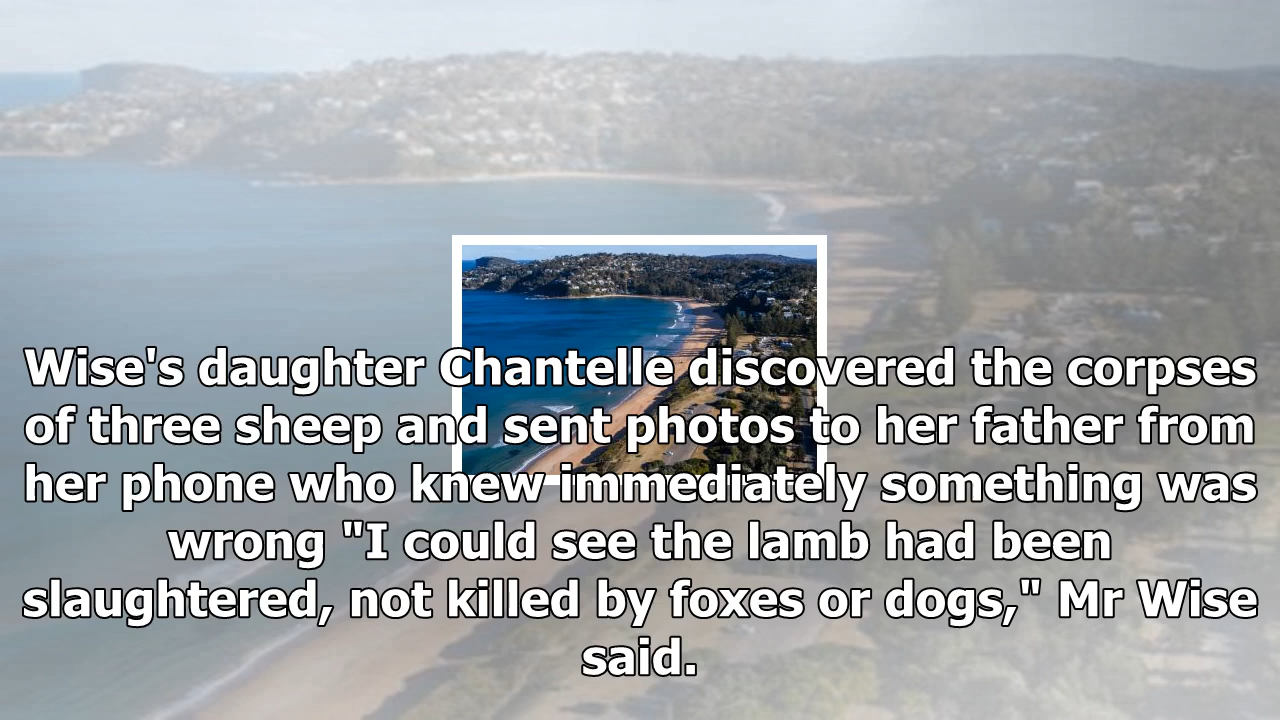 Wise's daughter Chantelle discovered the corpses
of three sheep and sent photos to her father from
her phone who knew immediately something was
wrong "I could see the lamb had been
slaughtered, not killed by foxes or dogs," Mr Wise
said.